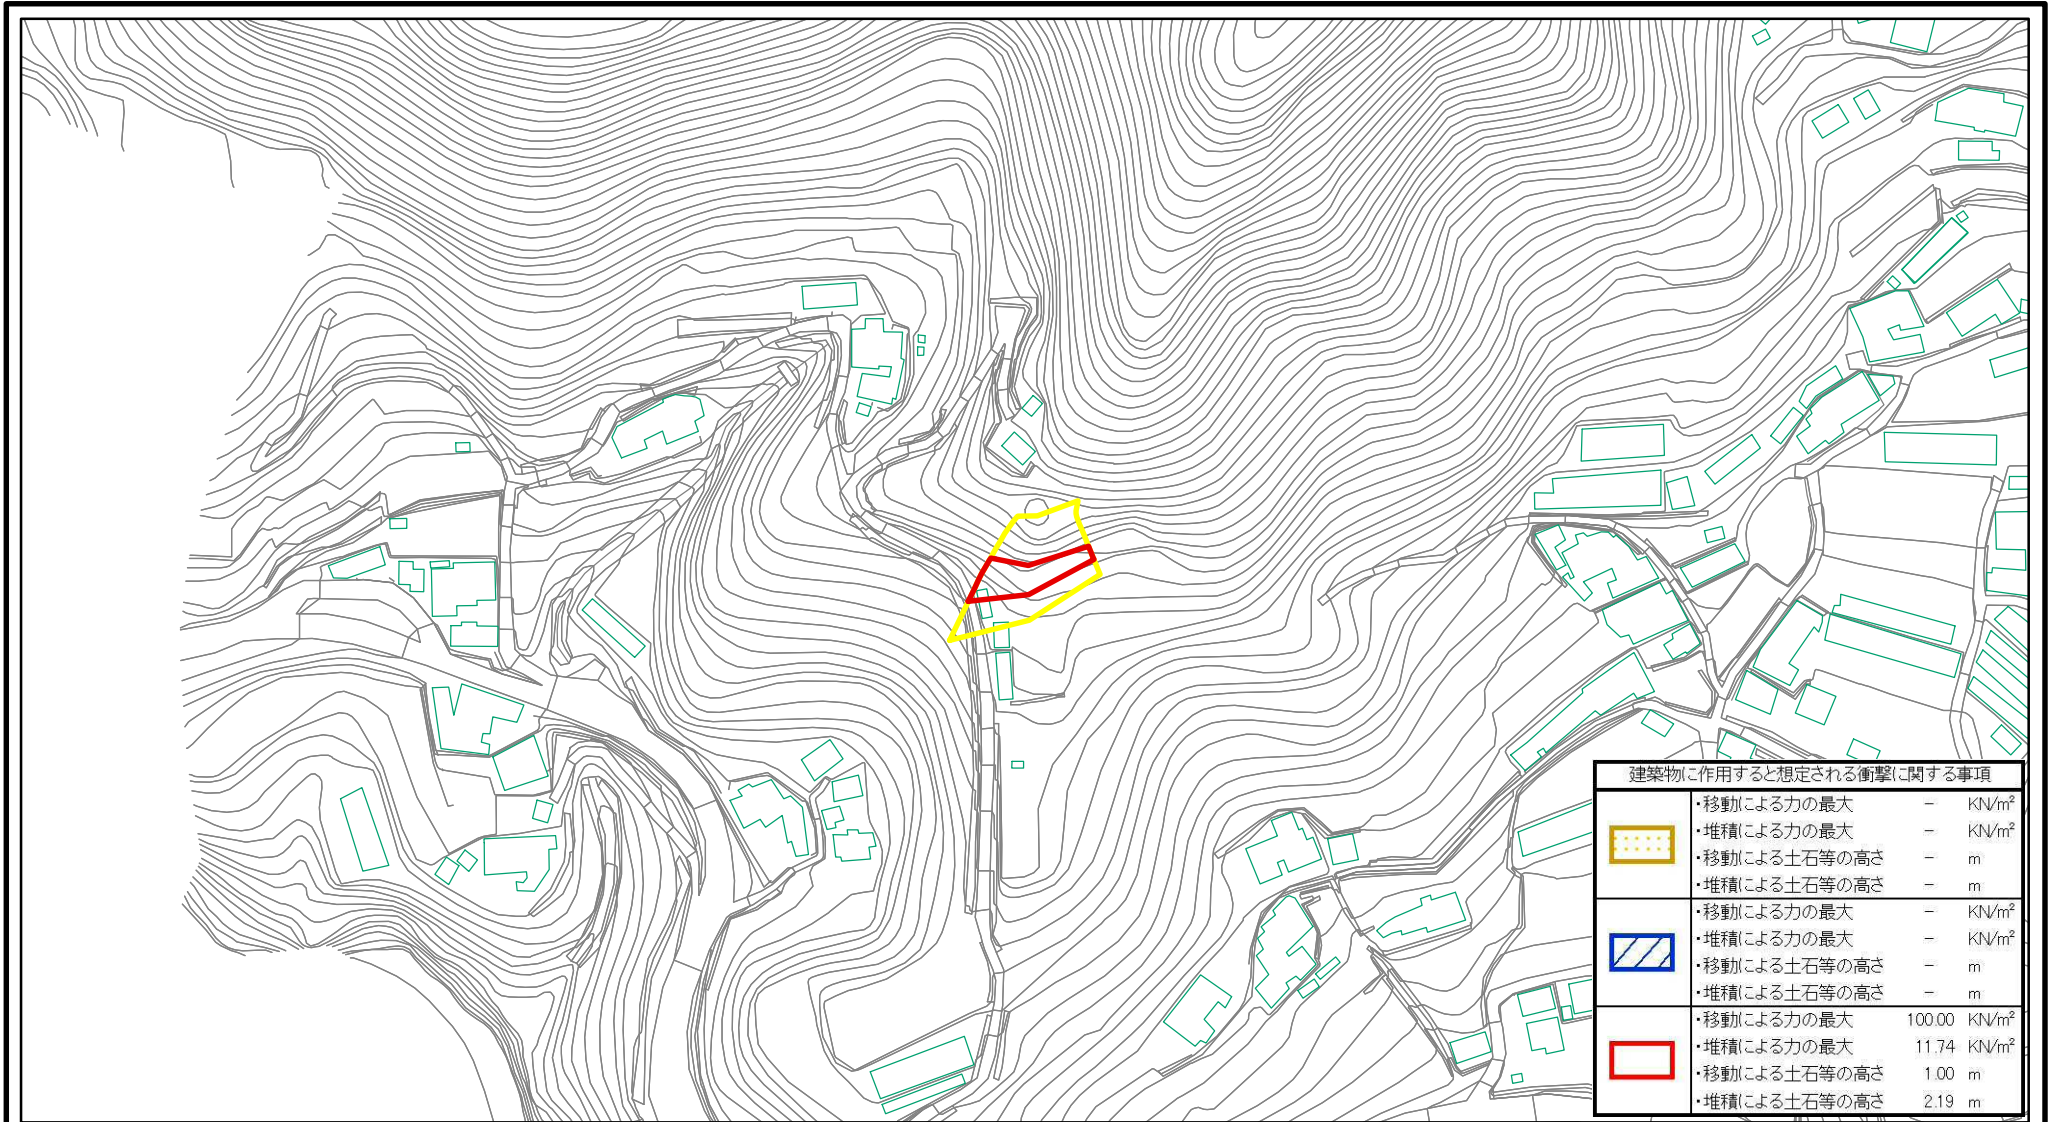 建築物に作用すると想定される衝撃に関する事項
・移動による力の最大 － KN/m²
・堆積による力の最大 － KN/m²
・移動による土石等の高さ － m
・堆積による土石等の高さ － m
・移動による力の最大 － KN/m²
・堆積による力の最大 － KN/m²
・移動による土石等の高さ － m
・堆積による土石等の高さ － m
・移動による力の最大 100.00 KN/m²
・堆積による力の最大 11.74 KN/m²
・移動による土石等の高さ 1.00 m
・堆積による土石等の高さ 2.19 m